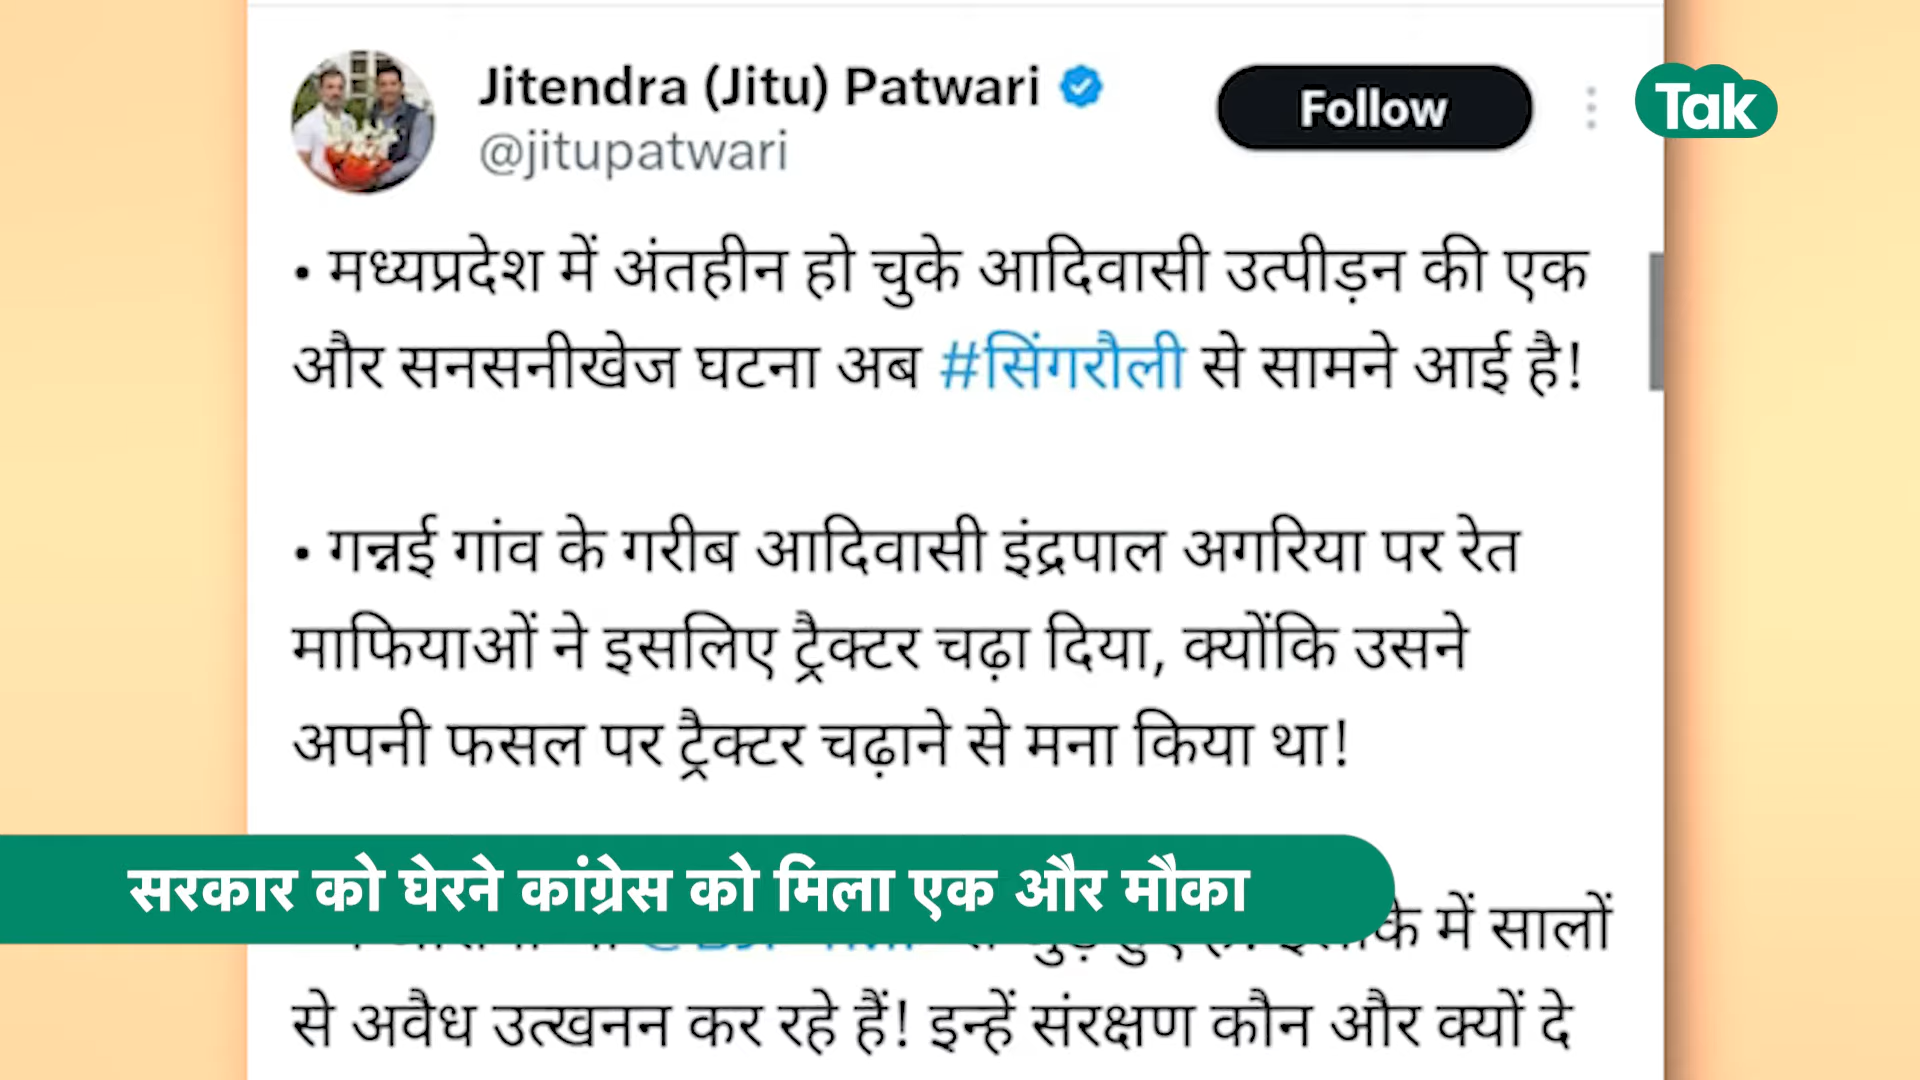 Jitendra (Jitu) Patwari
Follow
Tak
@jitupatwari
• मध्यप्रदेश में अंतहीन हो चुके आदिवासी उत्पीड़न की एक
और सनसनीखेज घटना अब #सिंगरौली से सामने आई है!
• गन्नई गांव के गरीब आदिवासी इंद्रपाल अगरिया पर रेत
माफियाओं ने इसलिए ट्रैक्टर चढ़ा दिया, क्योंकि उसने
अपनी फसल पर ट्रैक्टर चढ़ाने से मना किया था!
सरकार को घेरने कांग्रेस को मिला एक और मौका
में सालों
से अवैध उत्खनन कर रहे हैं! इन्हें संरक्षण कौन और क्यों दे